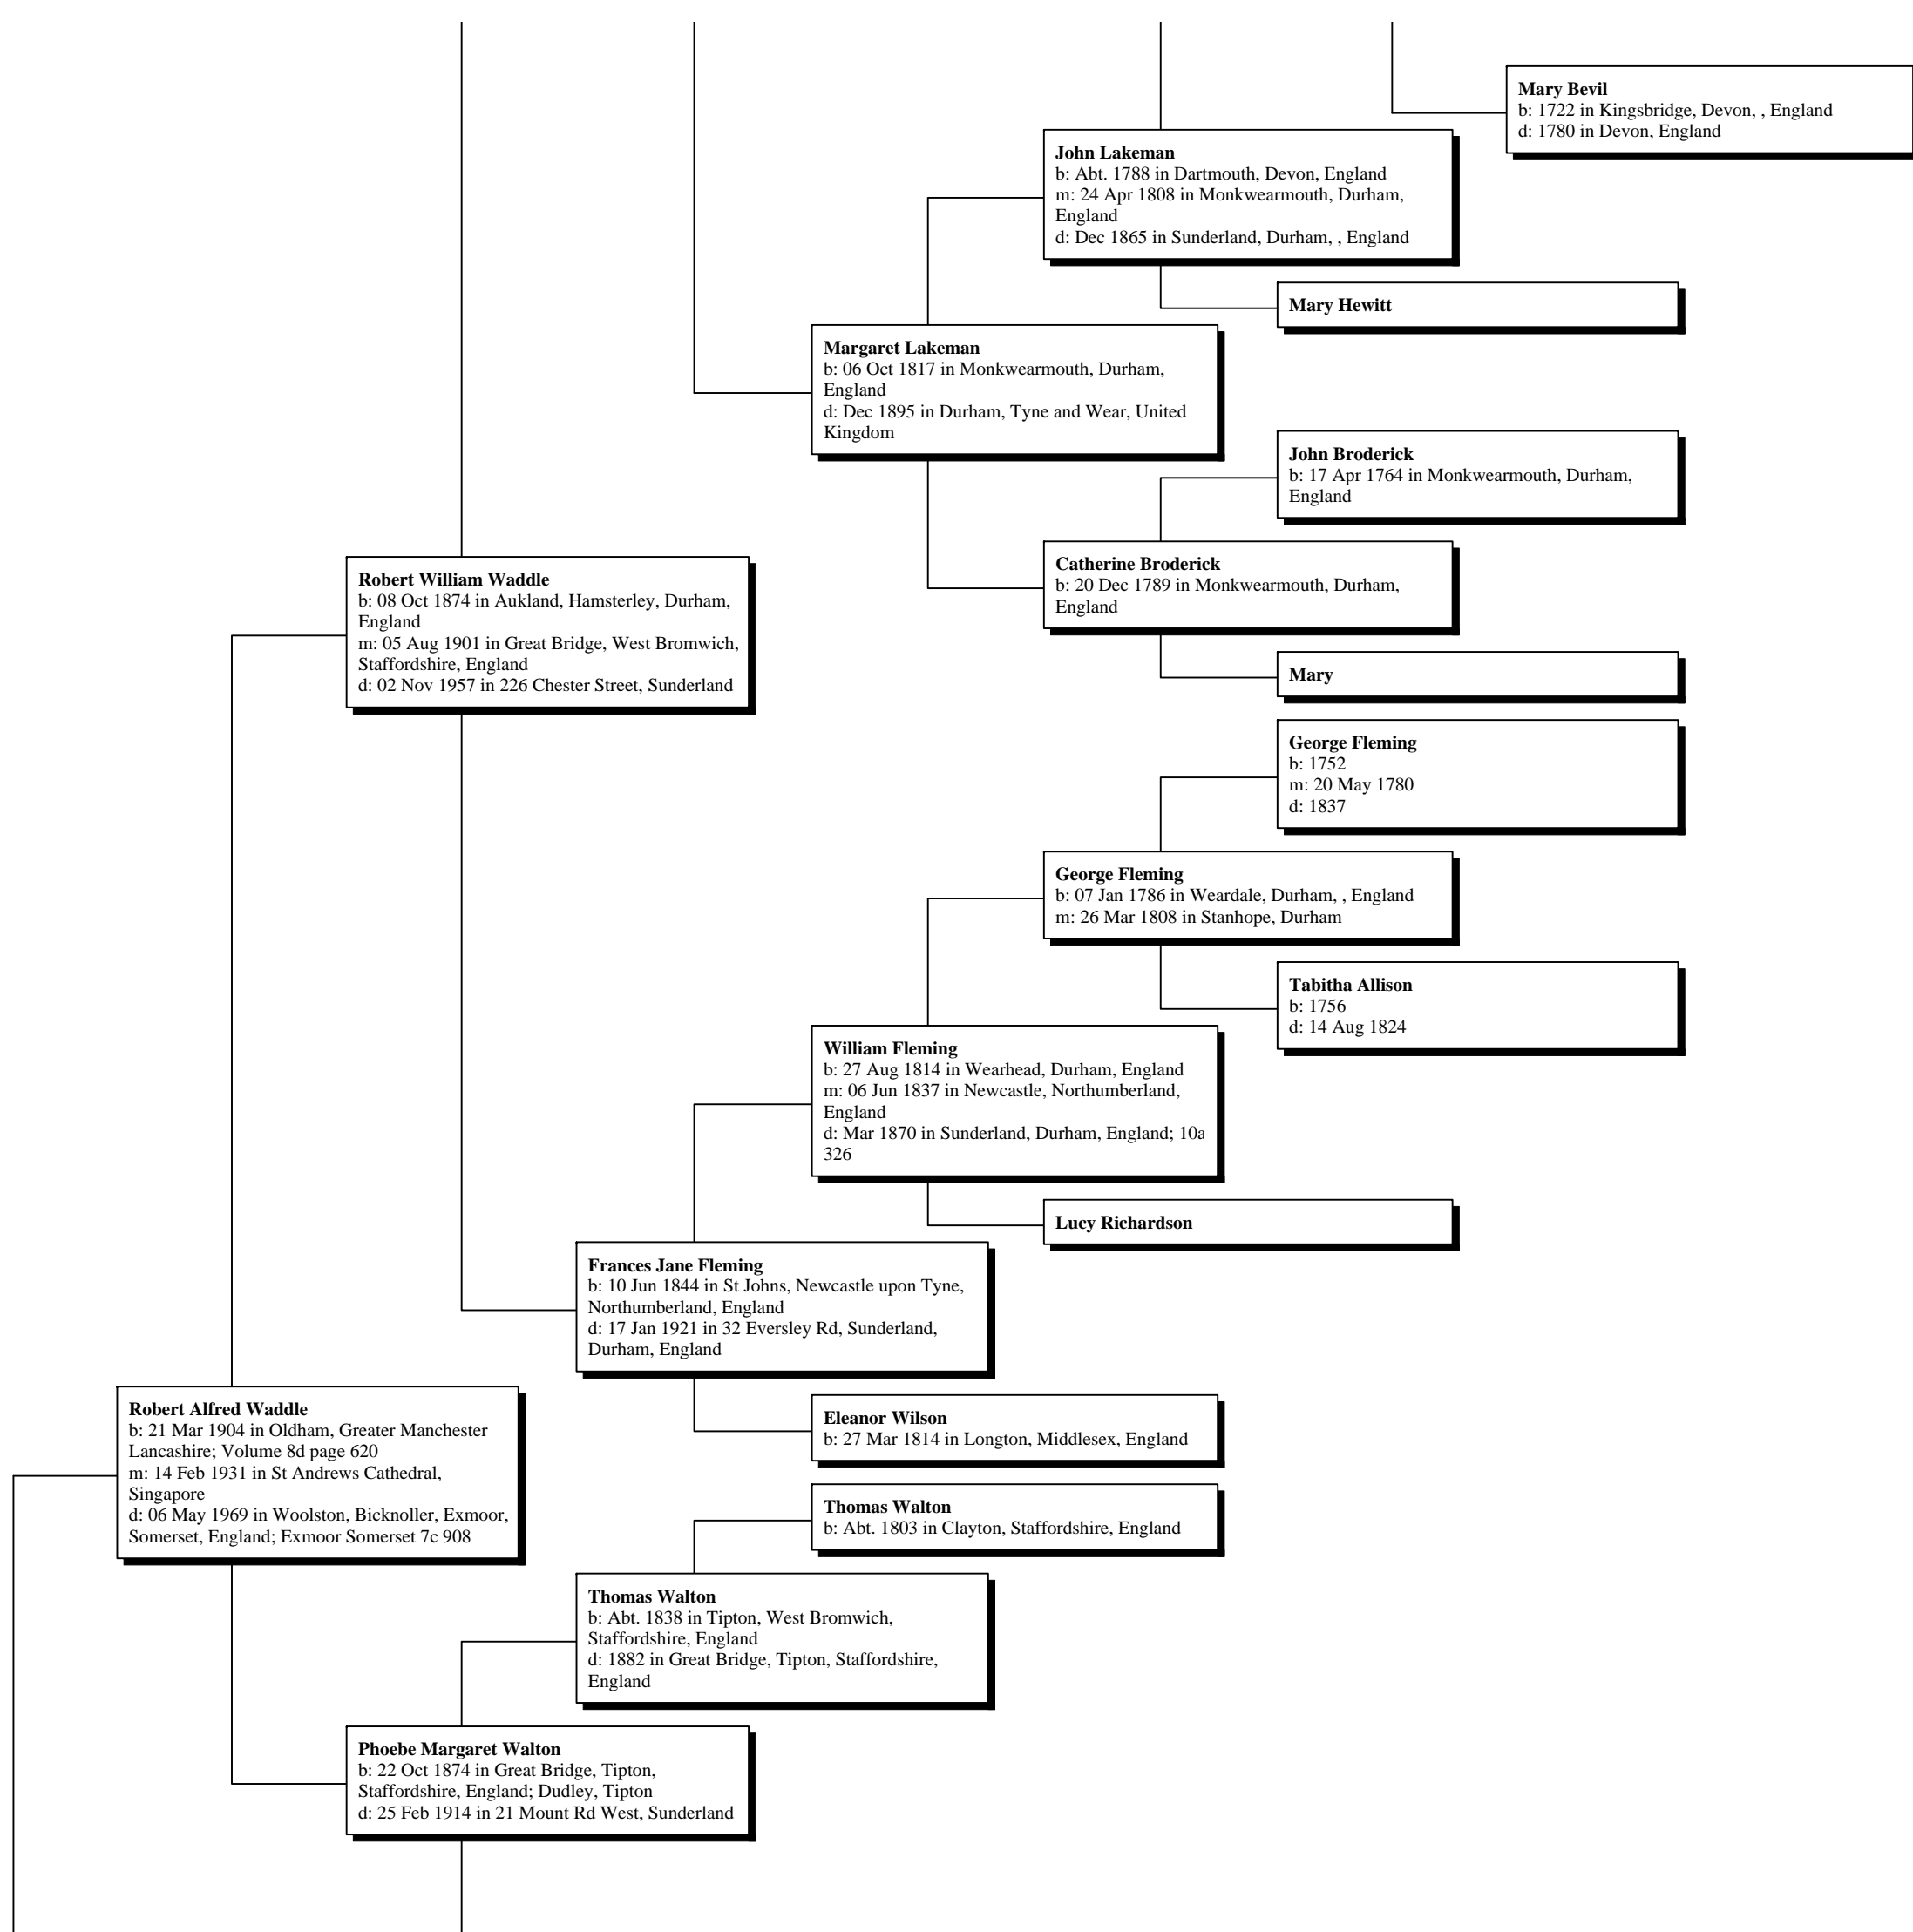 Mary Bevil
b: 1722 in Kingsbridge, Devon, , England
d: 1780 in Devon, England
John Lakeman
b: Abt. 1788 in Dartmouth, Devon, England
m: 24 Apr 1808 in Monkwearmouth, Durham,
England
d: Dec 1865 in Sunderland, Durham, , England
Mary Hewitt
Margaret Lakeman
b: 06 Oct 1817 in Monkwearmouth, Durham,
England
d: Dec 1895 in Durham, Tyne and Wear, United
Kingdom
John Broderick
b: 17 Apr 1764 in Monkwearmouth, Durham,
England
Catherine Broderick
b: 20 Dec 1789 in Monkwearmouth, Durham,
England
Robert William Waddle
b: 08 Oct 1874 in Aukland, Hamsterley, Durham,
England
m: 05 Aug 1901 in Great Bridge, West Bromwich,
Staffordshire, England
d: 02 Nov 1957 in 226 Chester Street, Sunderland
Mary
George Fleming
b: 1752
m: 20 May 1780
d: 1837
George Fleming
b: 07 Jan 1786 in Weardale, Durham, , England
m: 26 Mar 1808 in Stanhope, Durham
Tabitha Allison
b: 1756
d: 14 Aug 1824
William Fleming
b: 27 Aug 1814 in Wearhead, Durham, England
m: 06 Jun 1837 in Newcastle, Northumberland,
England
d: Mar 1870 in Sunderland, Durham, England; 10a
326
Lucy Richardson
Frances Jane Fleming
b: 10 Jun 1844 in St Johns, Newcastle upon Tyne,
Northumberland, England
d: 17 Jan 1921 in 32 Eversley Rd, Sunderland,
Durham, England
Robert Alfred Waddle
b: 21 Mar 1904 in Oldham, Greater Manchester
Lancashire; Volume 8d page 620
m: 14 Feb 1931 in St Andrews Cathedral,
Singapore
d: 06 May 1969 in Woolston, Bicknoller, Exmoor,
Somerset, England; Exmoor Somerset 7c 908
Eleanor Wilson
b: 27 Mar 1814 in Longton, Middlesex, England
Thomas Walton
b: Abt. 1803 in Clayton, Staffordshire, England
Thomas Walton
b: Abt. 1838 in Tipton, West Bromwich,
Staffordshire, England
d: 1882 in Great Bridge, Tipton, Staffordshire,
England
Phoebe Margaret Walton
b: 22 Oct 1874 in Great Bridge, Tipton,
Staffordshire, England; Dudley, Tipton
d: 25 Feb 1914 in 21 Mount Rd West, Sunderland